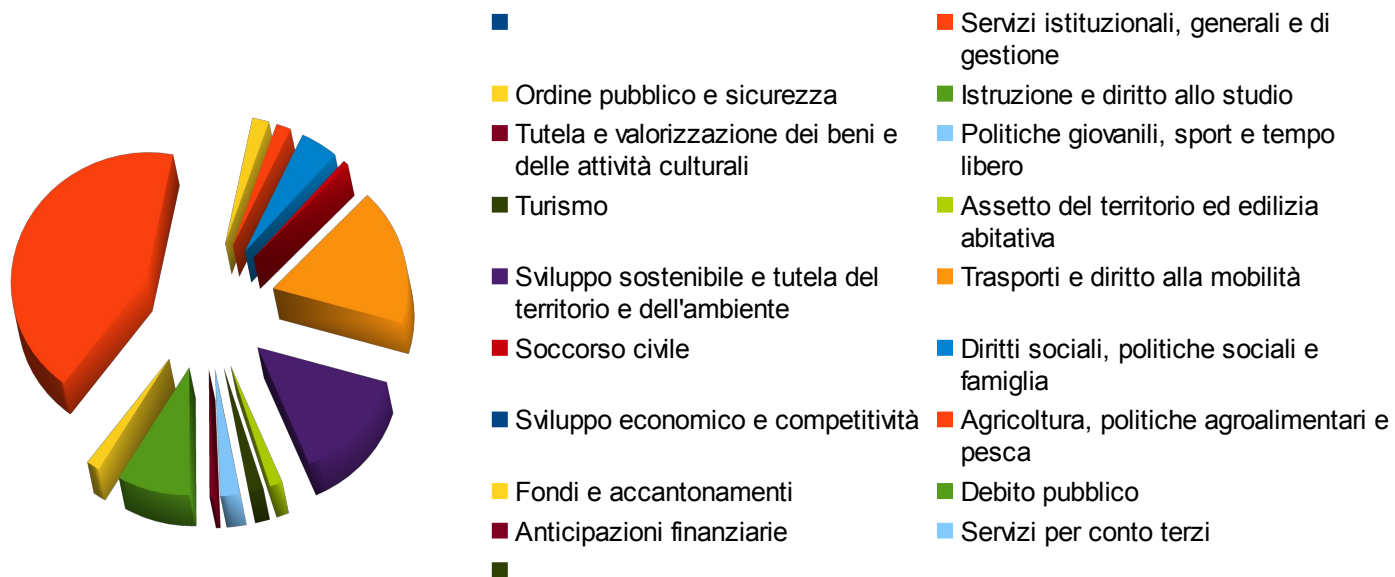 Servizi istituzionali, generali e di
gestione
Ordine pubblico e sicurezza
Istruzione e diritto allo studio
Tutela e valorizzazione dei beni e
delle attività culturali
Politiche giovanili, sport e tempo
libero
Turismo
Assetto del territorio ed edilizia
abitativa
Sviluppo sostenibile e tutela del
territorio e dell'ambiente
Trasporti e diritto alla mobilità
Soccorso civile
Diritti sociali, politiche sociali e
famiglia
Sviluppo economico e competitività
Agricoltura, politiche agroalimentari e
pesca
Fondi e accantonamenti
Debito pubblico
Anticipazioni finanziarie
Servizi per conto terzi